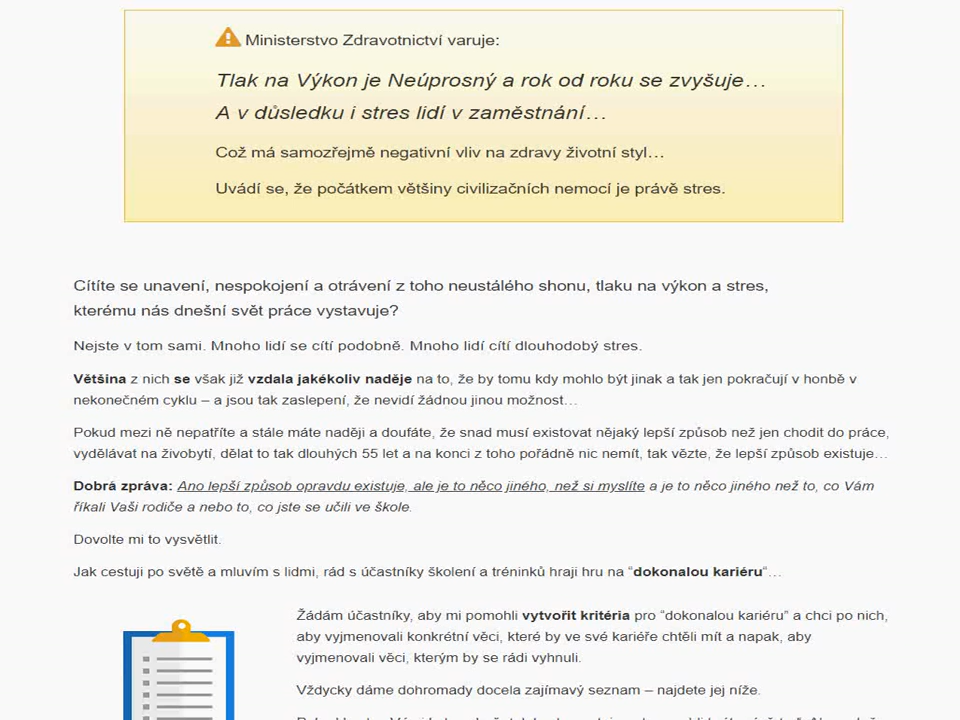 Ministerstvo Zdravotnictví varuje:
Tlak na Výkon je Neúprosný a rok od roku se zvyšuje…
A v důsledku i stres lidí v zaměstnání…
Což má samozřejmě negativní vliv na zdravy životní styl…
Uvádí se, že počátkem většiny civilizačních nemocí je právě stres.
Cítíte se unavení, nespokojení a otrávení z toho neustálého shonu, tlaku na výkon a stres,
kterému nás dnešní svět práce vystavuje?
Nejste v tom sami. Mnoho lidí se cítí podobně. Mnoho lidí cítí dlouhodobý stres.
Většina z nich se však již vzdala jakékoliv naděje na to, že by tomu kdy mohlo být jinak a tak jen pokračují v honbě v
nekonečném cyklu – a jsou tak zaslepení, že nevidí žádnou jinou možnost…
Pokud mezi ně nepatříte a stále máte naději a doufáte, že snad musí existovat nějaký lepší způsob než jen chodit do práce,
vydělávat na živobytí, dělat to tak dlouhých 55 let a na konci z toho pořádně nic nemít, tak vězte, že lepší způsob existuje…
Dobrá zpráva: Ano lepší způsob opravdu existuje, ale je to něco jiného, než si myslíte a je to něco jiného než to, co Vám
říkali Vaši rodiče a nebo to, co jste se učili ve škole.
Dovolte mi to vysvětlit.
Jak cestuji po světě a mluvím s lidmi, rád s účastníky školení a tréninků hraji hru na “dokonalou kariéru“…
Žádám účastníky, aby mi pomohli vytvořit kritéria pro “dokonalou kariéru” a chci po nich,
aby vyjmenovali konkrétní věci, které by ve své kariéře chtěli mít a napak, aby
vyjmenovali věci, kterým by se rádi vyhnuli.
Vždycky dáme dohromady docela zajímavý seznam – najdete jej níže.